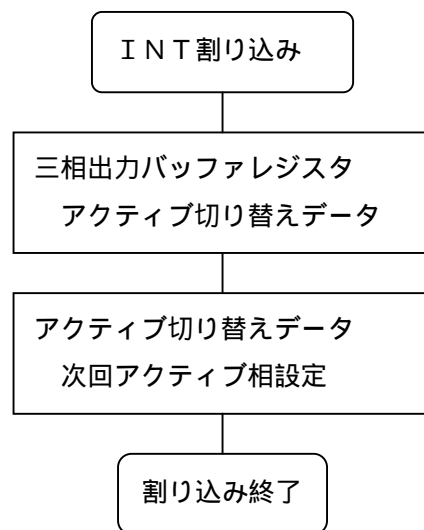 ＩＮＴ割り込み
三相出力バッファレジスタ
アクティブ切り替えデータ
アクティブ切り替えデータ
次回アクティブ相設定
割り込み終了